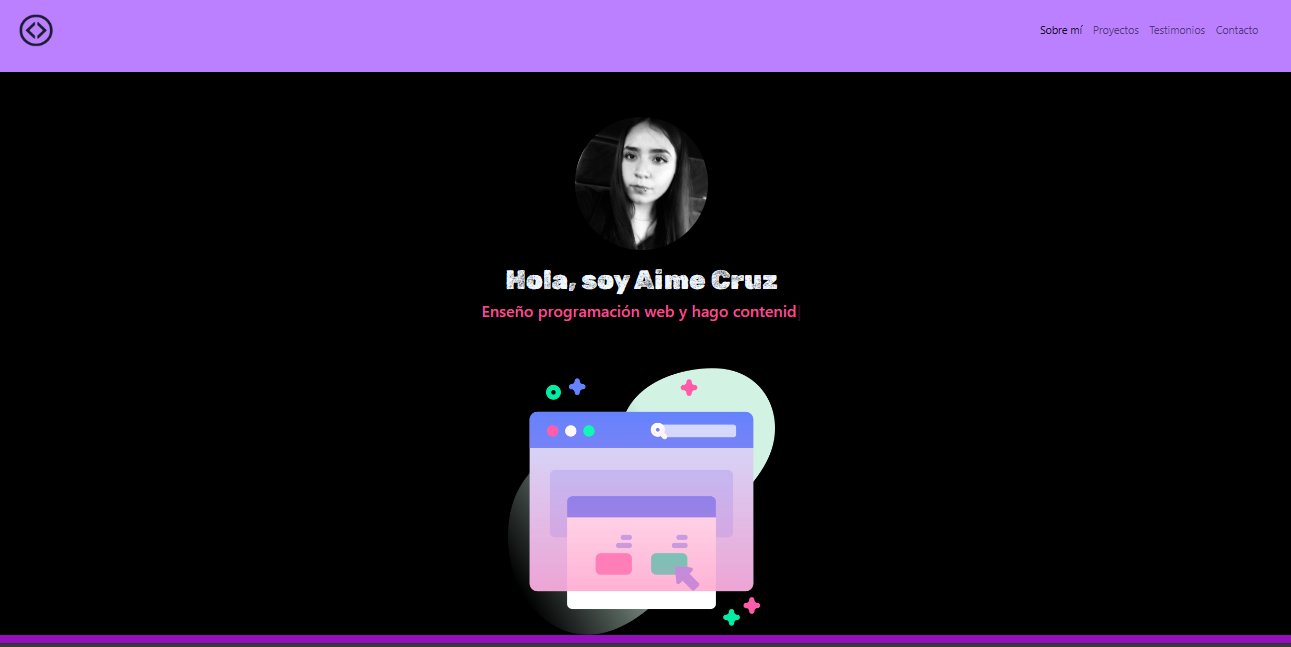 Sobre mí
Proyectos
Testimonios
Contacto
Hola, soy Aime Cruz
Enseño programación web y hago contenid